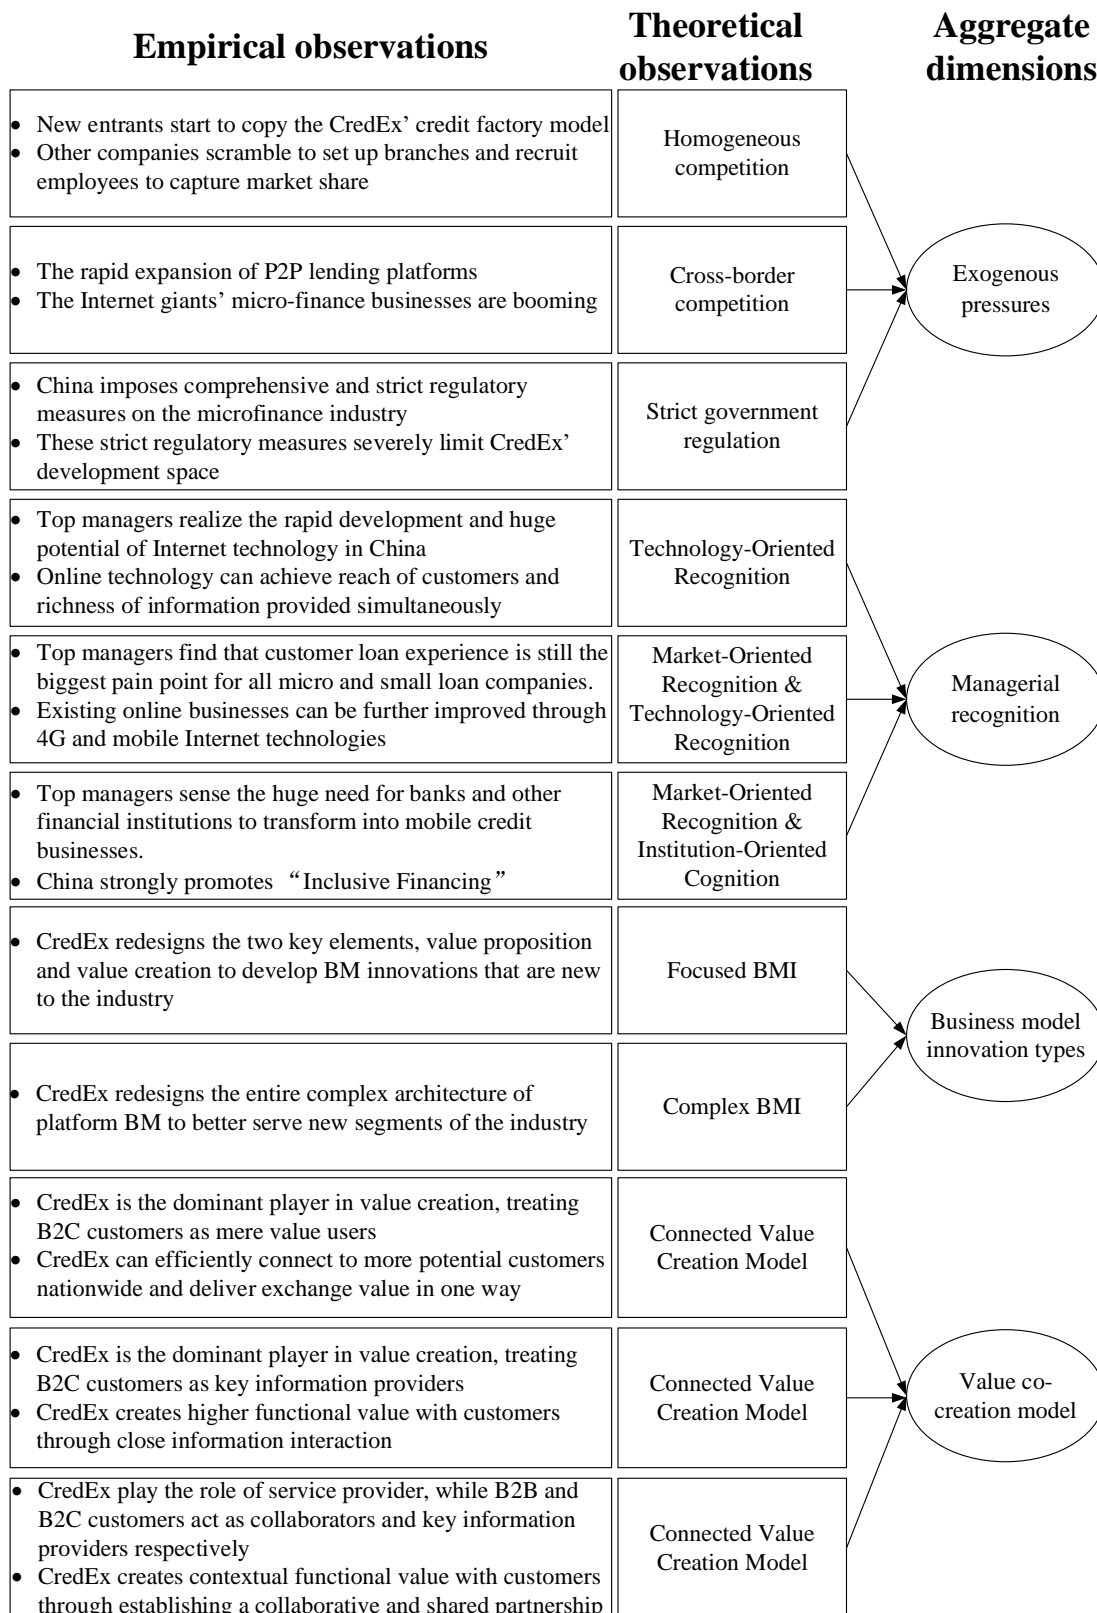 Empirical observations
Theoretical
observations
Aggregate
dimensions
• New entrants start to copy the CredEx’ credit factory model
• Other companies scramble to set up branches and recruit
employees to capture market share
Homogeneous
competition
• The rapid expansion of P2P lending platforms
• The Internet giants’ micro-finance businesses are booming
Cross-border
competition
Exogenous
pressures
• China imposes comprehensive and strict regulatory
measures on the microfinance industry
• These strict regulatory measures severely limit CredEx’
development space
Strict government
regulation
• Top managers realize the rapid development and huge
potential of Internet technology in China
• Online technology can achieve reach of customers and
richness of information provided simultaneously
Technology-Oriented
Recognition
• Top managers find that customer loan experience is still the
biggest pain point for all micro and small loan companies.
• Existing online businesses can be further improved through
4G and mobile Internet technologies
Market-Oriented
Recognition &
Technology-Oriented
Recognition
Managerial
recognition
• Top managers sense the huge need for banks and other
financial institutions to transform into mobile credit
businesses.
• China strongly promotes “Inclusive Financing”
Market-Oriented
Recognition &
Institution-Oriented
Cognition
• CredEx redesigns the two key elements, value proposition
and value creation to develop BM innovations that are new
to the industry
Focused BMI
Business model
innovation types
• CredEx redesigns the entire complex architecture of
platform BM to better serve new segments of the industry
Complex BMI
• CredEx is the dominant player in value creation, treating
B2C customers as mere value users
• CredEx can efficiently connect to more potential customers
nationwide and deliver exchange value in one way
Connected Value
Creation Model
• CredEx is the dominant player in value creation, treating
B2C customers as key information providers
• CredEx creates higher functional value with customers
through close information interaction
Connected Value
Creation Model
Value co-
creation model
• CredEx play the role of service provider, while B2B and
B2C customers act as collaborators and key information
providers respectively
• CredEx creates contextual functional value with customers
through establishing a collaborative and shared partnership
Connected Value
Creation Model